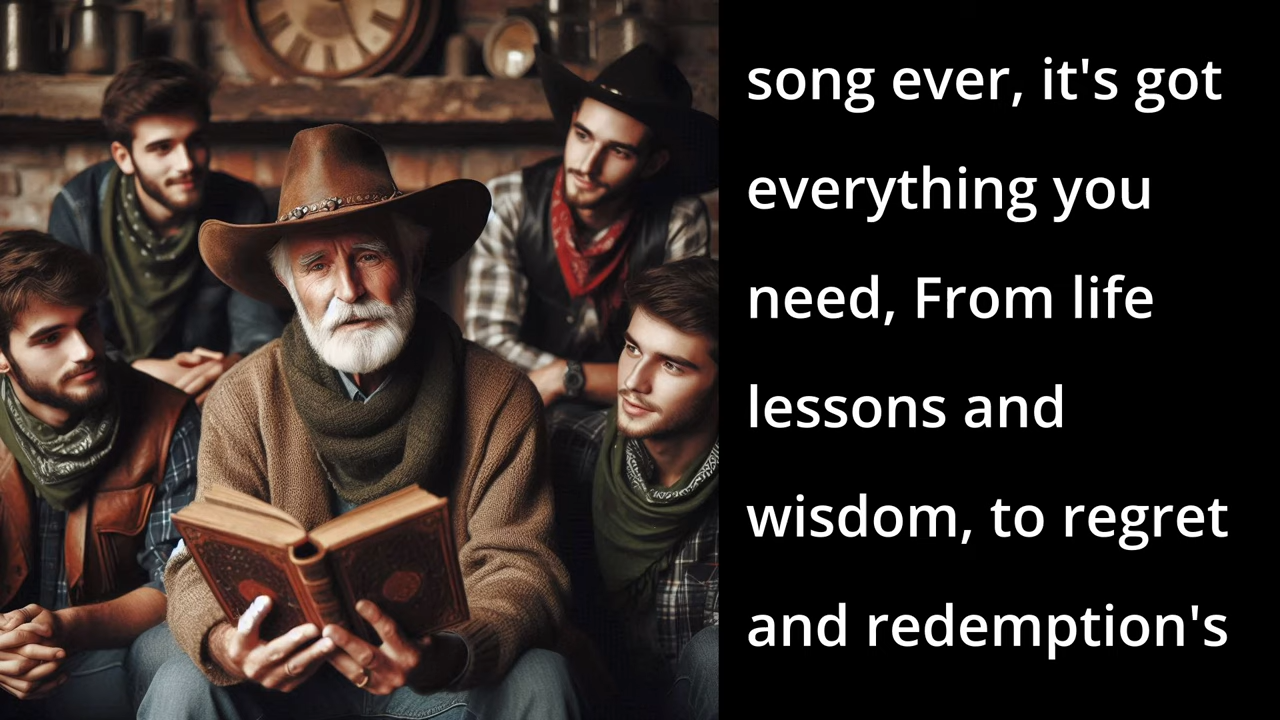 song ever, it's got
everything you
need, From life
lessons and
wisdom, to regret
and redemption's